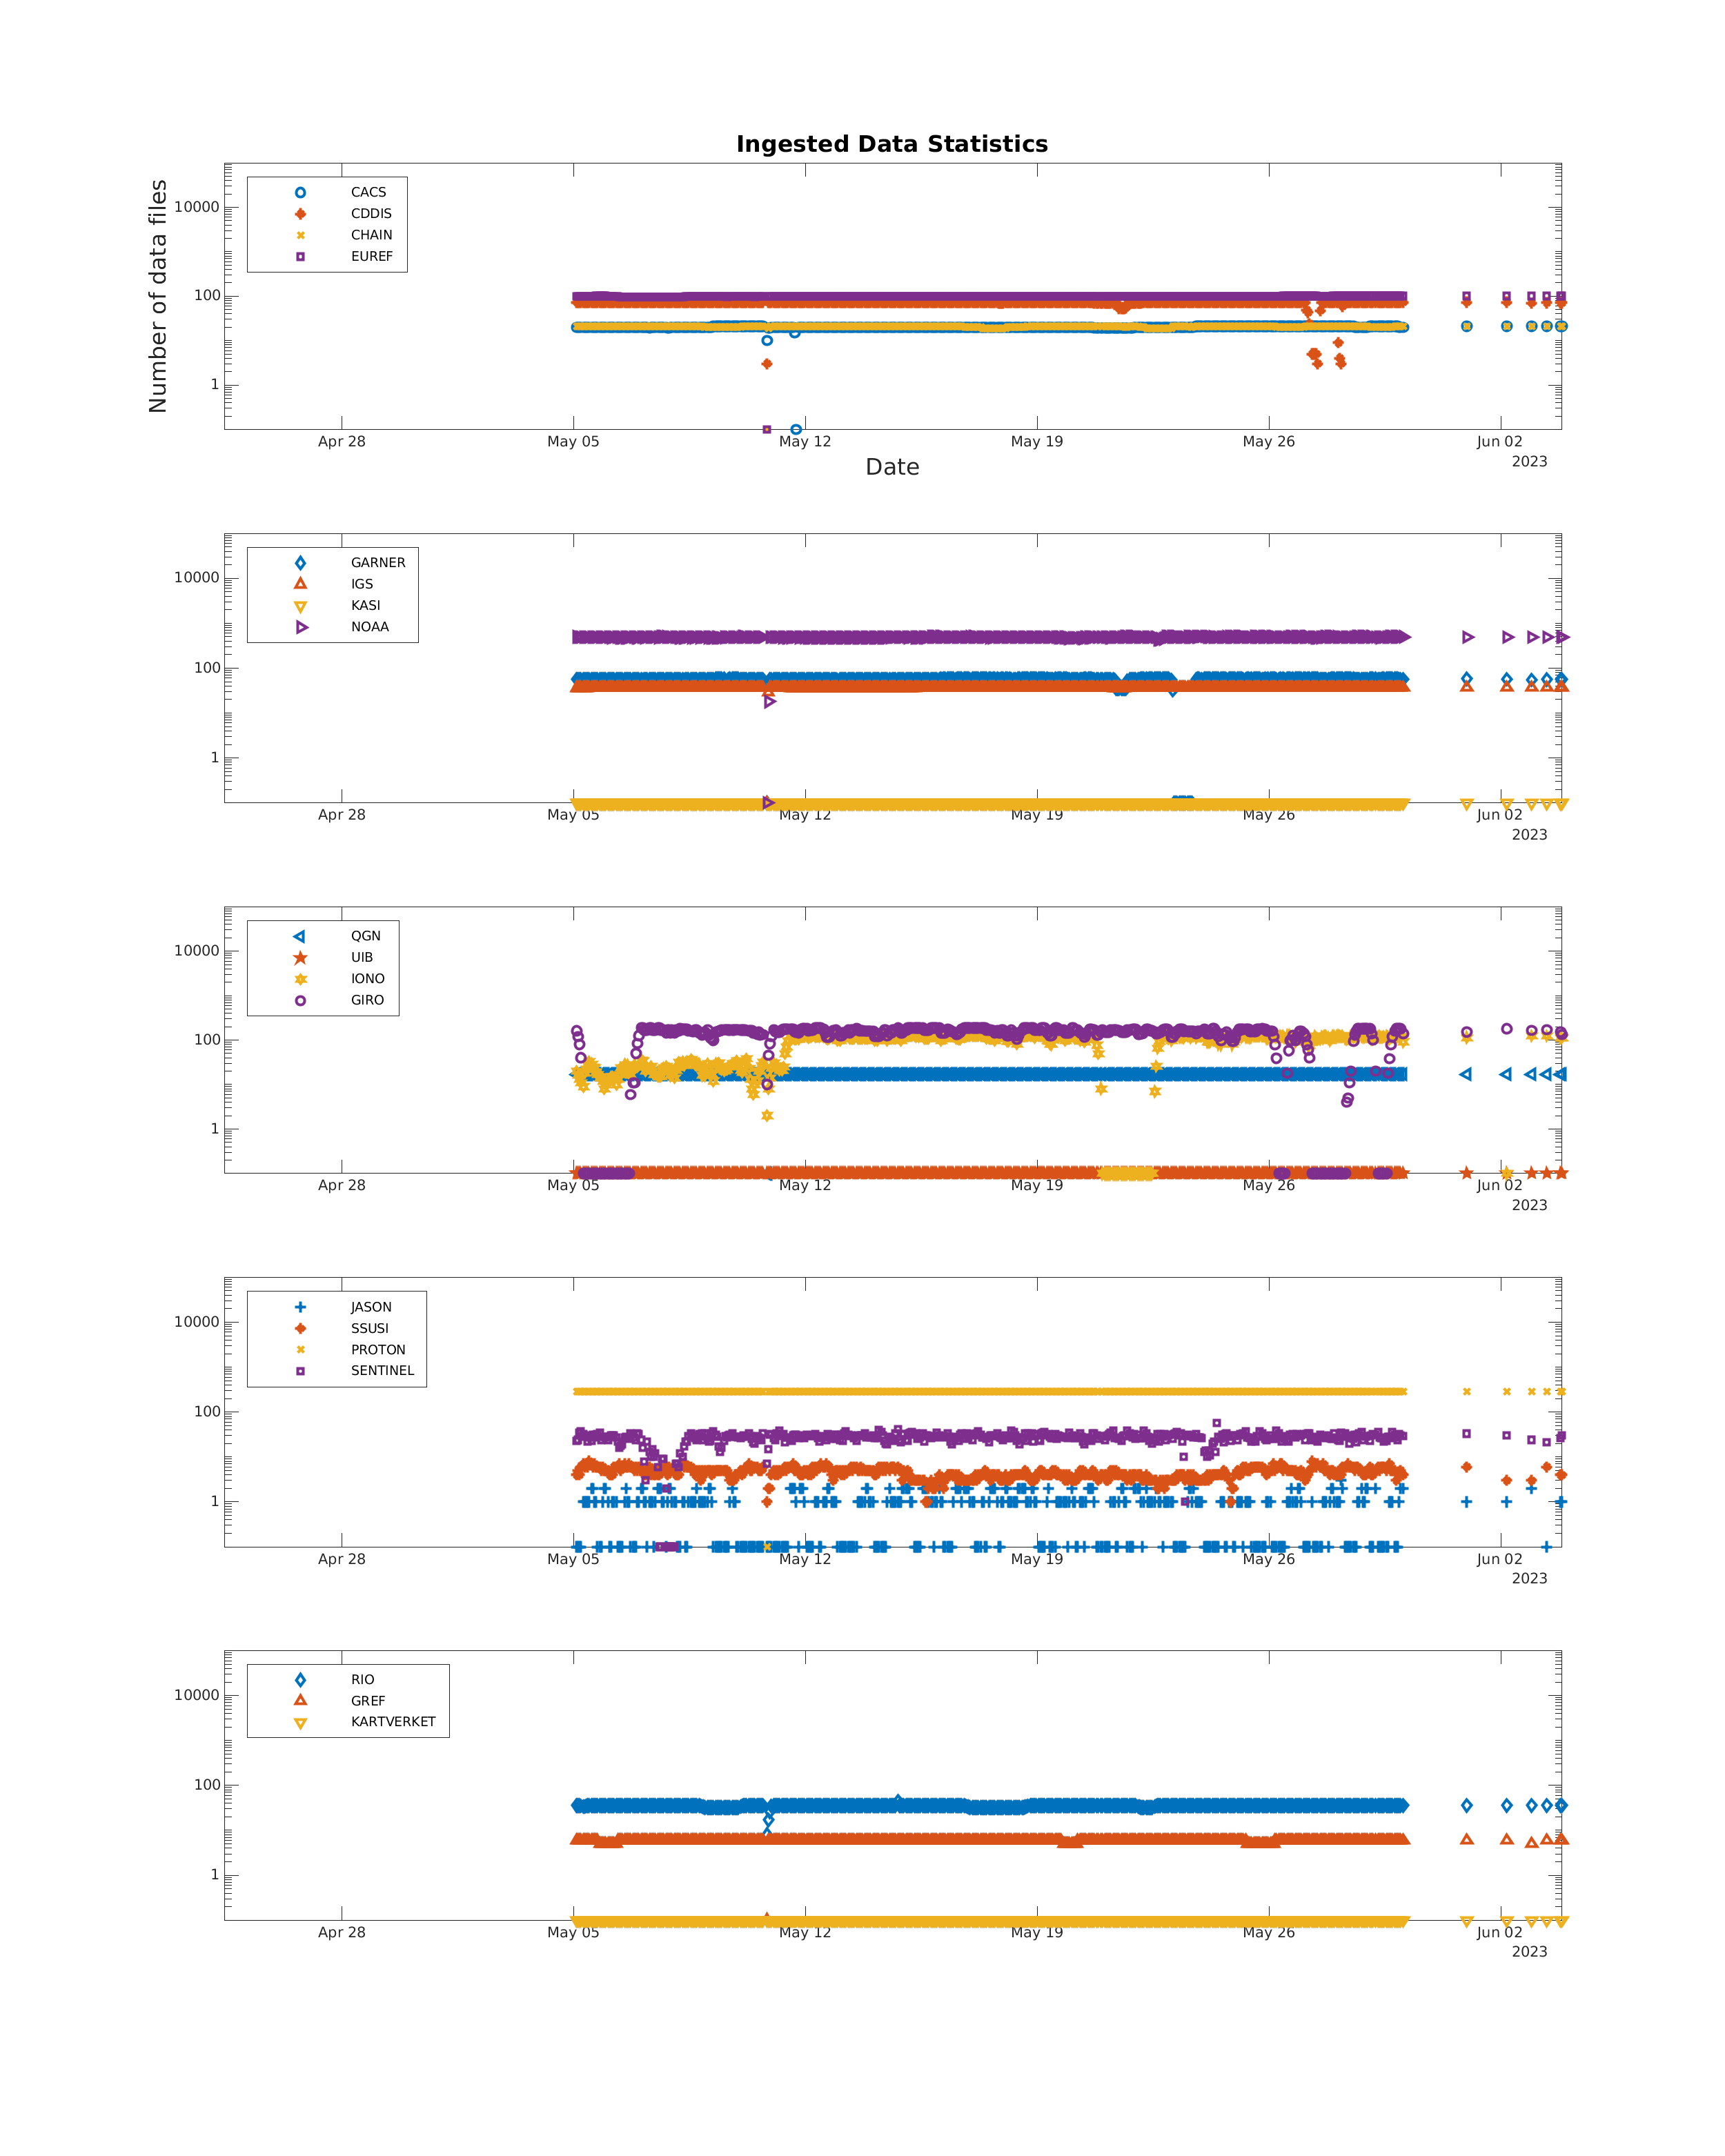 Ingested Data Statistics
Number of data files
10000
100
1
CACS
CDDIS
CHAIN
EUREF
Apr 28 May 05 May 12 May 19 May 26 Jun 02
2023
Date
10000
100
1
GARNER
IGS
KASI
NOAA
Apr 28 May 05 May 12 May 19 May 26 Jun 02
2023
10000
100
1
QGN
UIB
IONO
GIRO
Apr 28 May 05 May 12 May 19 May 26 Jun 02
2023
10000
100
1
JASON
SSUSI
PROTON
SENTINEL
Apr 28 May 05 May 12 May 19 May 26 Jun 02
2023
10000
100
1
RIO
GREF
KARTVERKET
Apr 28 May 05 May 12 May 19 May 26 Jun 02
2023